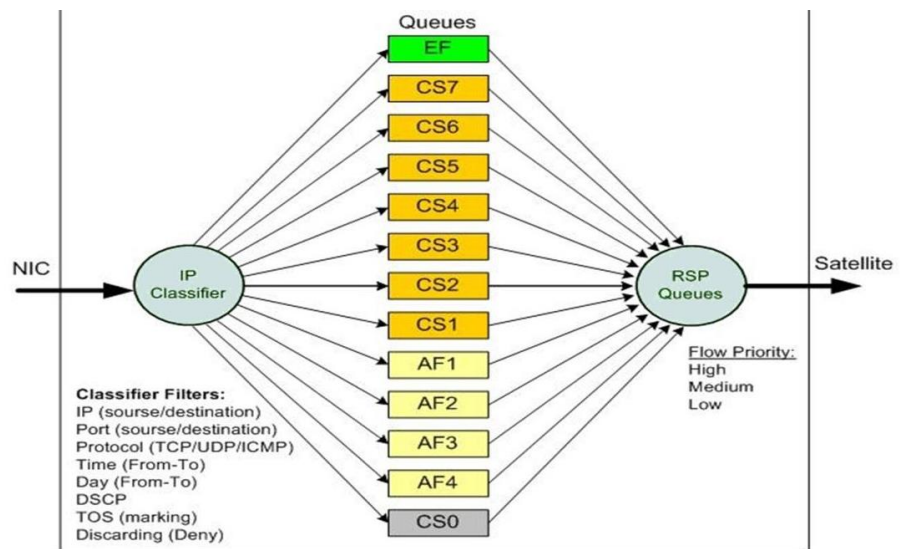 Queues
EF
CS7
CS6
CS5
CS4
CS3
CS2
CS1
AF1
AF2
AF3
AF4
CS0
NIC
IP
Classifier
RSP
Queues
Satellite
Flow Priority:
High
Medium
Low
Classifier Filters:
IP (sourse/destination)
Port (sourse/destination)
Protocol (TCP/UDP/ICMP)
Time (From-To)
Day (From-To)
DSCP
TOS (marking)
Discarding (Deny)